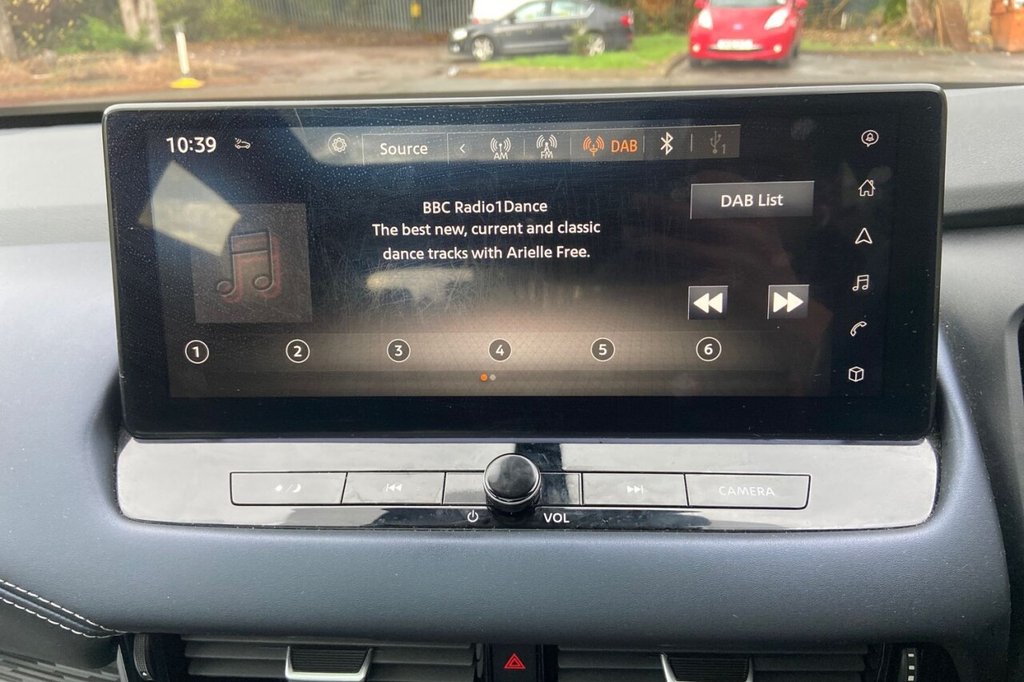 10:39
Source
AM
FM
DAB
1
BBC Radio1Dance
The best new, current and classic
dance tracks with Arielle Free.
DAB List
1 2 3 4 5 6
CAMERA
VOL